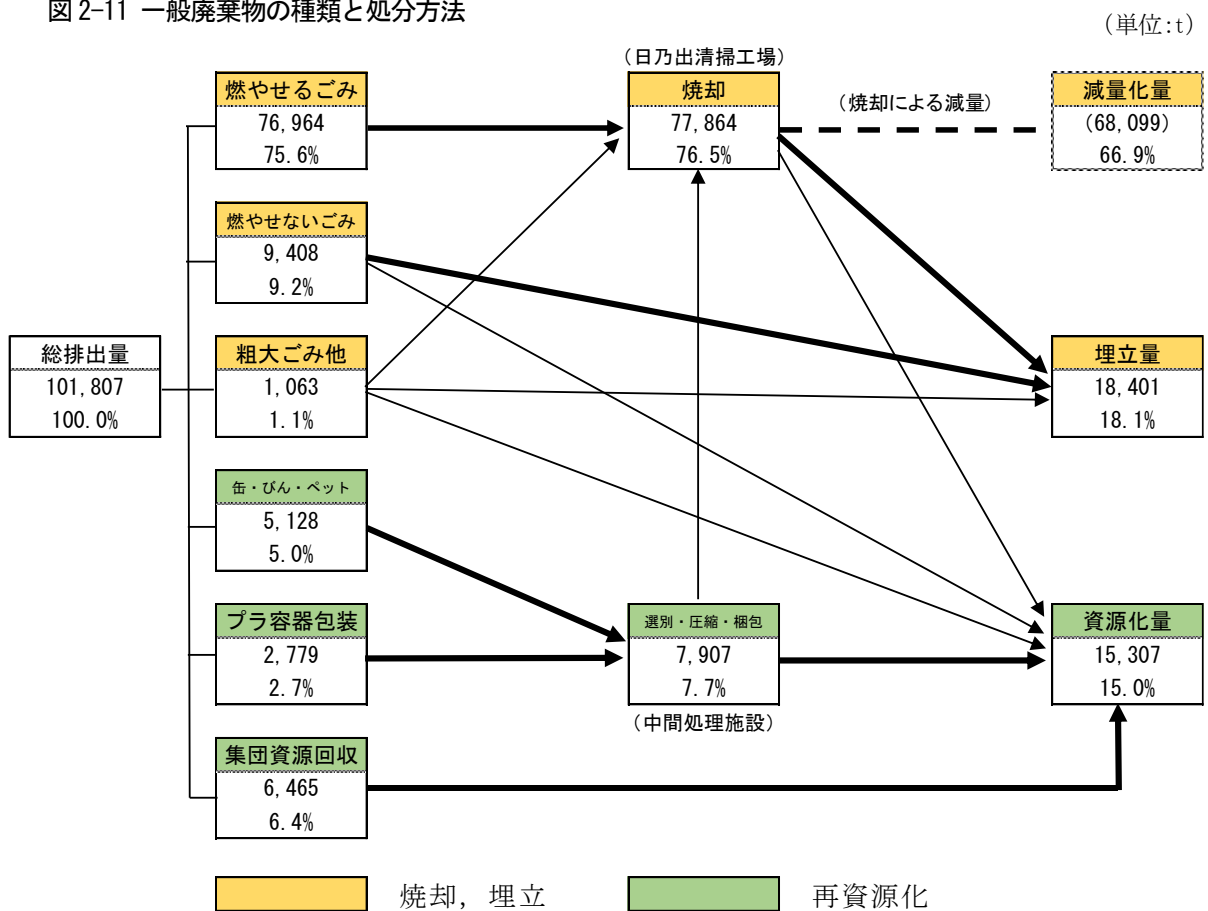 図2-11 一般廃棄物の種類と処分方法
(単位:t)
(日乃出清掃工場)
燃やせるごみ
76,964
75.6%
焼却
77,864
76.5%
(焼却による減量)
減量化量
(68,099)
66.9%
燃やせないごみ
9,408
9.2%
総排出量
101,807
100.0%
粗大ごみ他
1,063
1.1%
埋立量
18,401
18.1%
缶・びん・ペット
5,128
5.0%
プラ容器包装
2,779
2.7%
選別・圧縮・梱包
7,907
7.7%
(中間処理施設)
資源化量
15,307
15.0%
集団資源回収
6,465
6.4%
焼却，埋立
再資源化